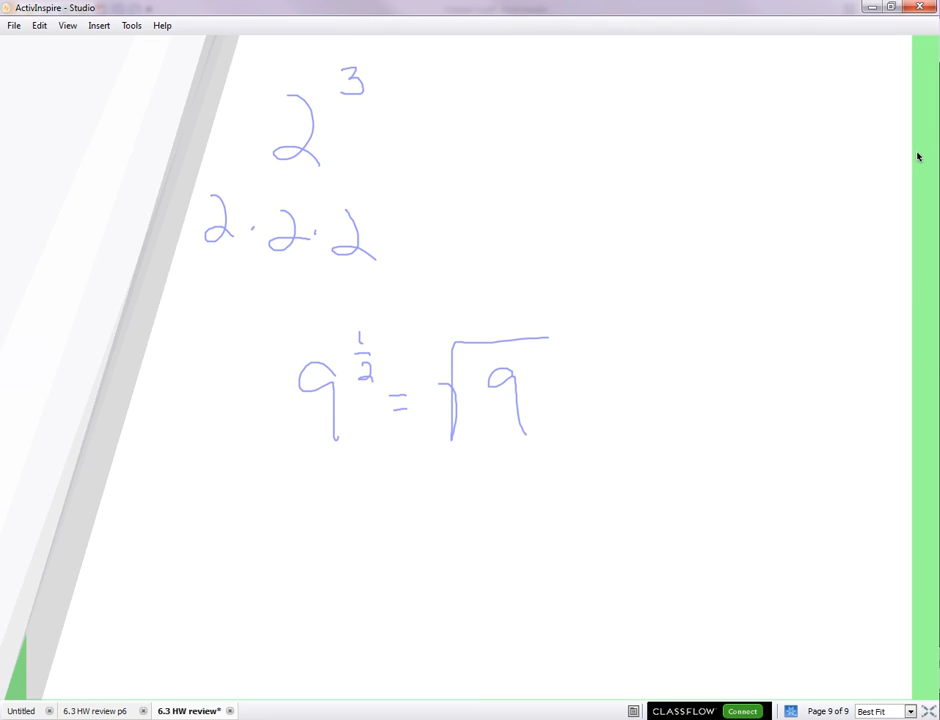 ActivInspire - Studio
File Edit View Insert Tools Help
2³
2 · 2 · 2
9^(1/2) = √9
CLASSFLOW Connect Page 9 of 9 Best Fit
Untitled 6.3 HW review p6 6.3 HW review*